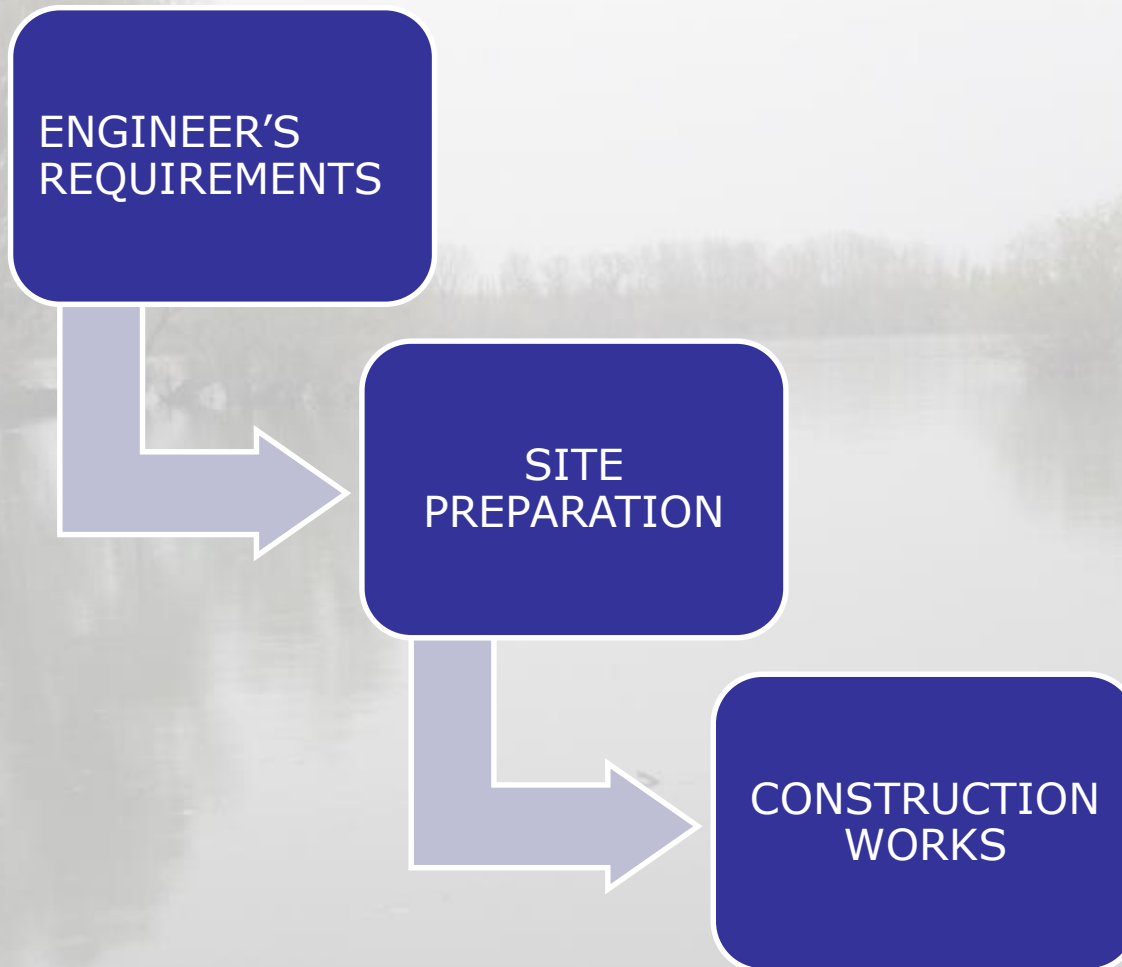 ENGINEER’S
REQUIREMENTS
SITE
PREPARATION
CONSTRUCTION
WORKS